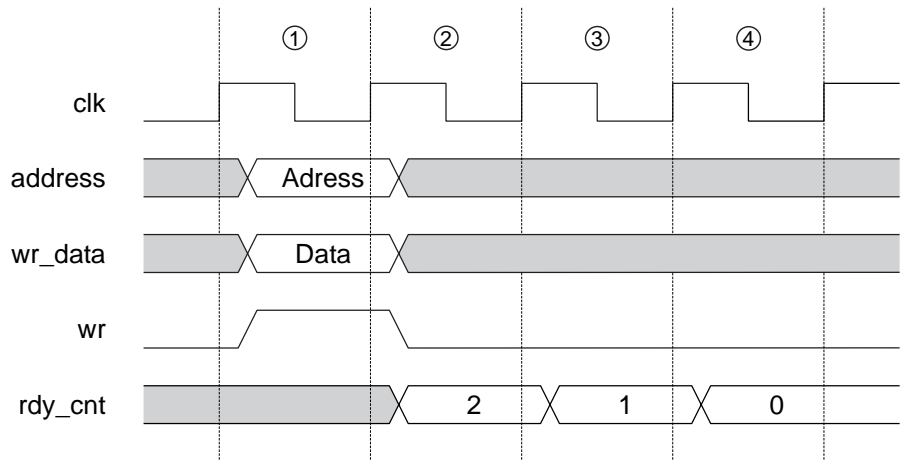 ① ② ③ ④
clk
address Adress
wr_data Data
wr
rdy_cnt 2 1 0